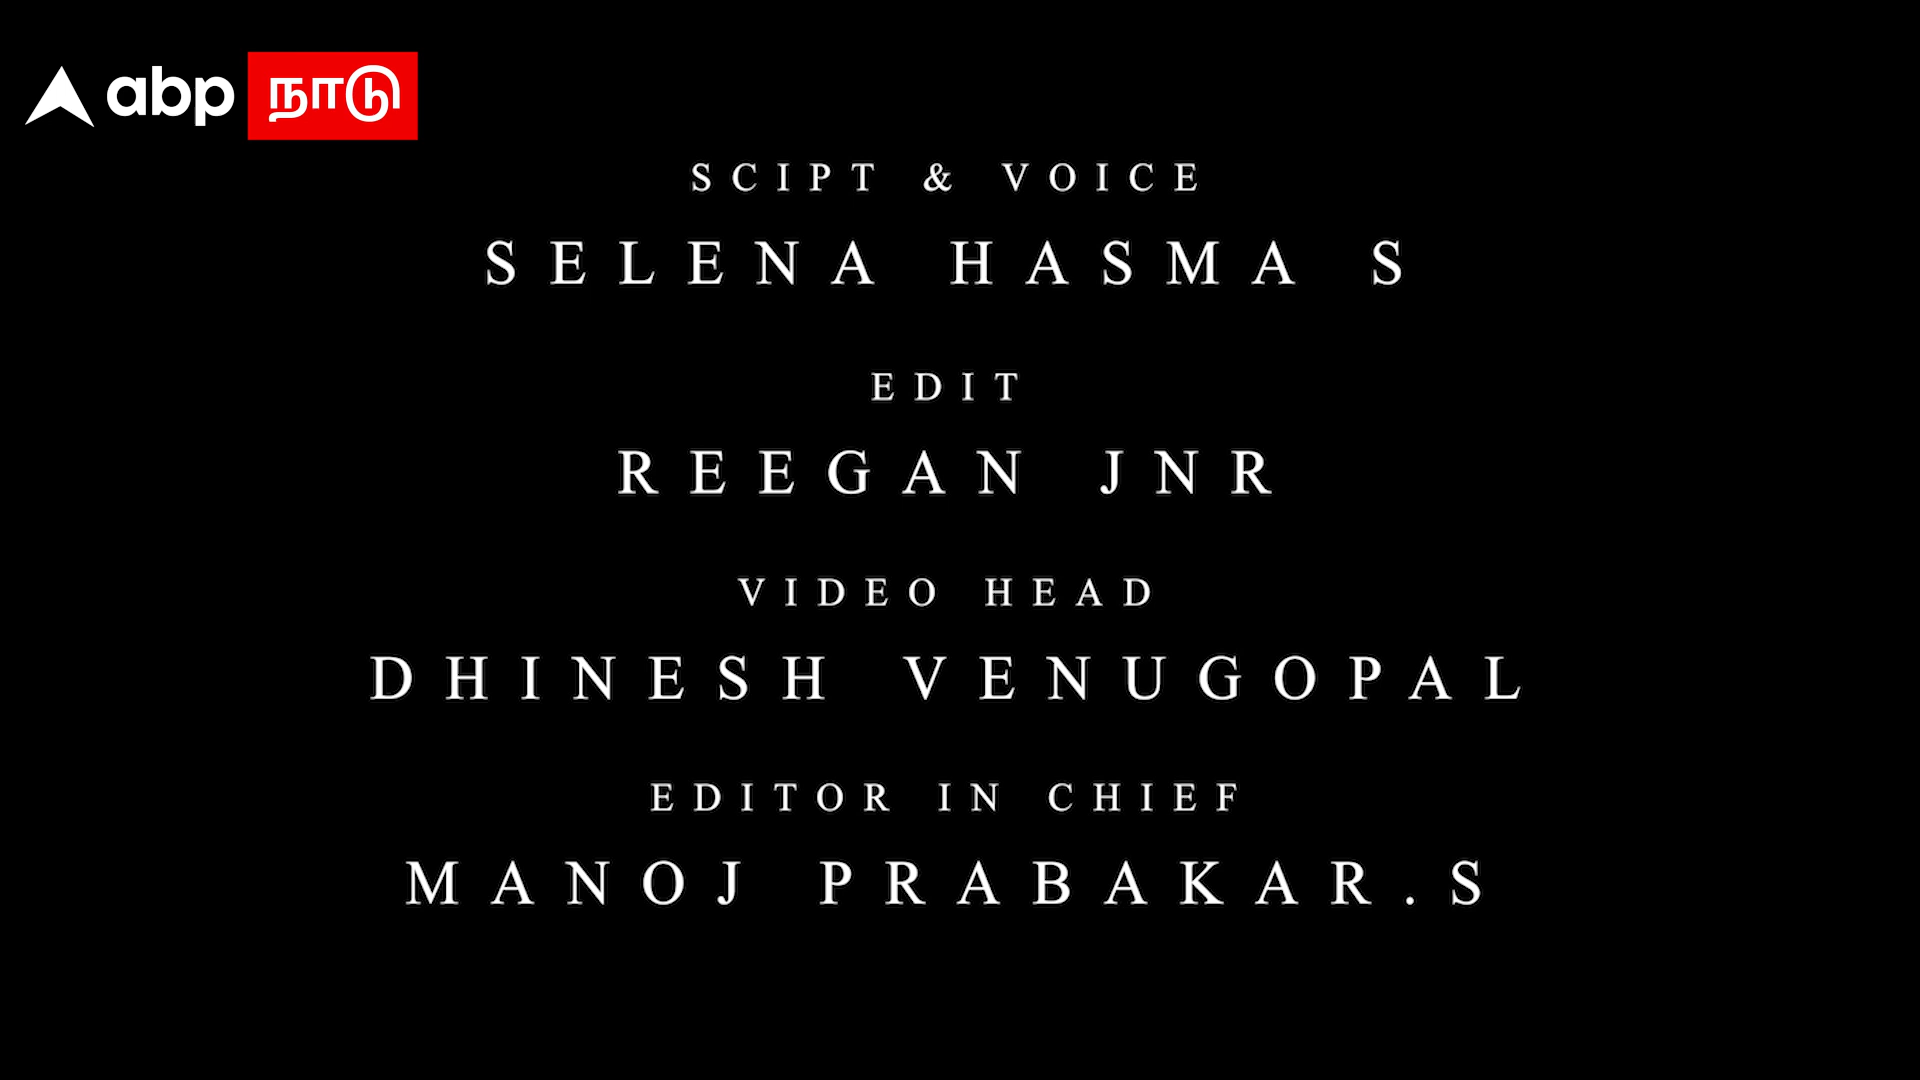 abp நாடு
SCIPT & VOICE
SELENA HASMA S
EDIT
REEGAN JNR
VIDEO HEAD
DHINESH VENUGOPAL
EDITOR IN CHIEF
MANOJ PRABAKAR.S